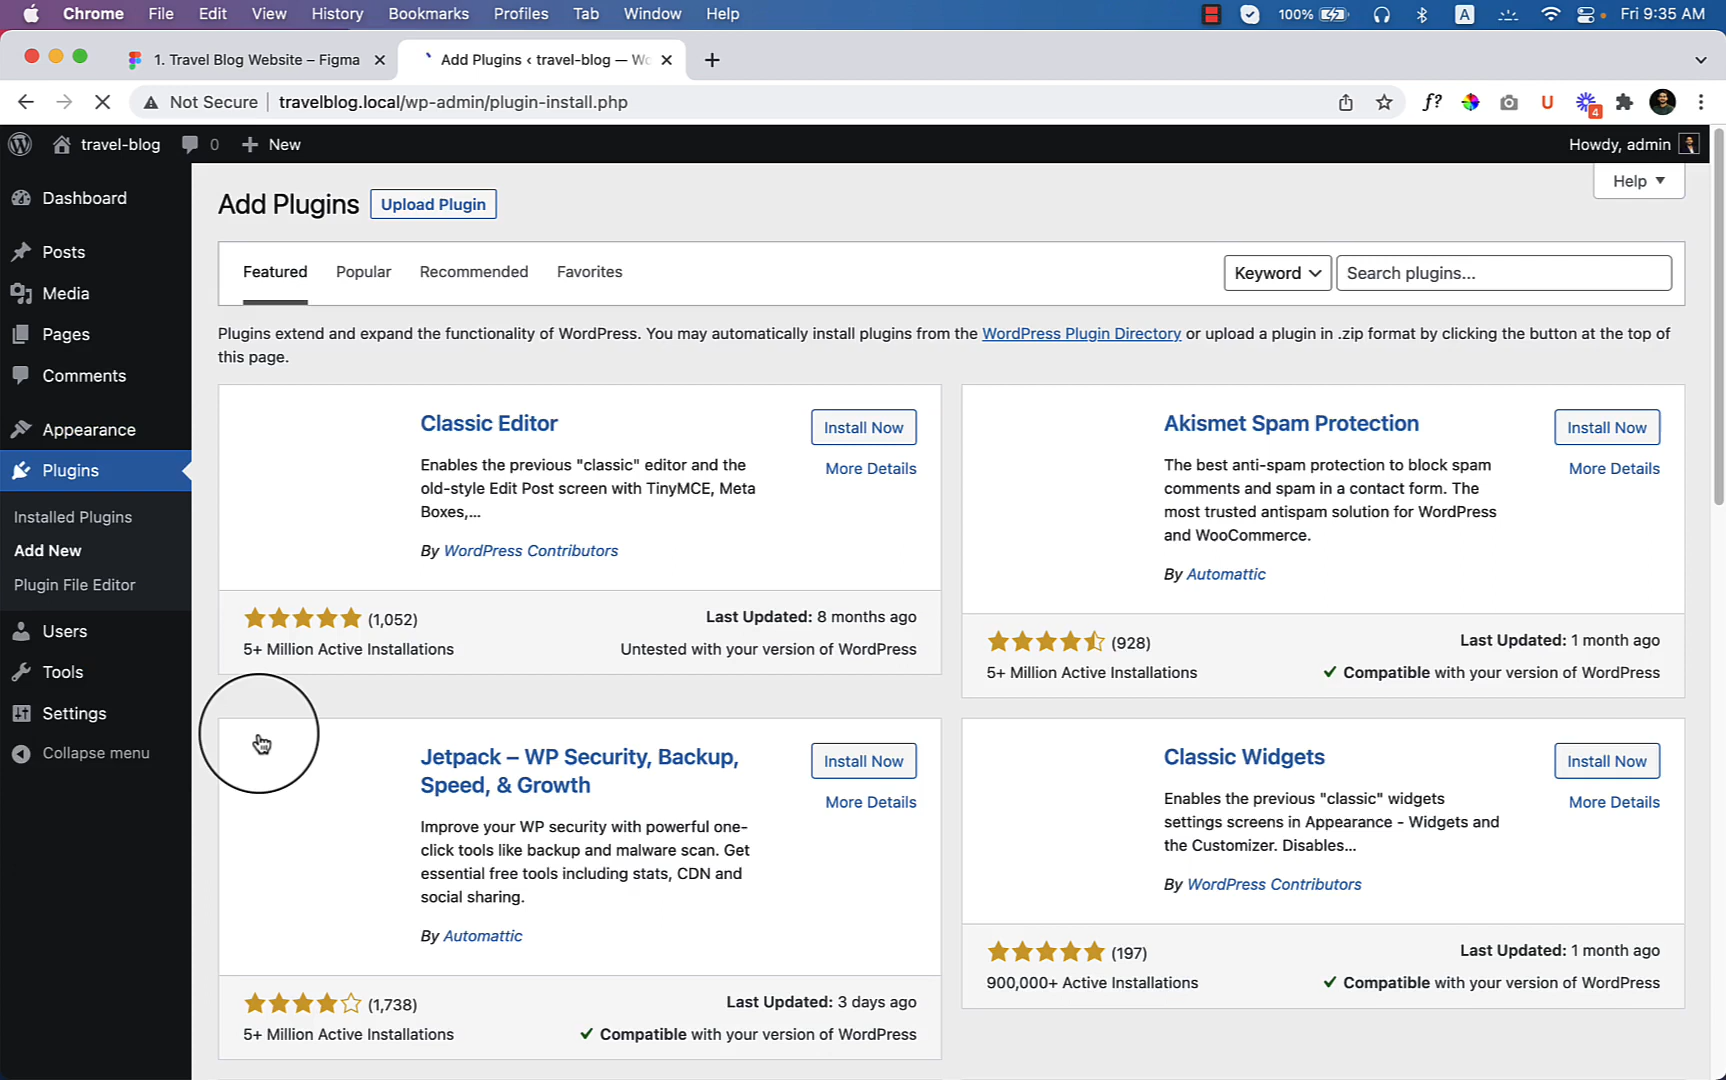 Chrome File Edit View History Bookmarks Profiles Tab Window Help 100% A Fri 9:35 AM
1. Travel Blog Website – Figma Add Plugins ‹ travel-blog — Wo
Not Secure travelblog.local/wp-admin/plugin-install.php f? U 4
travel-blog 0 New Howdy, admin
Dashboard
Posts
Media
Pages
Comments
Appearance
Plugins
Installed Plugins
Add New
Plugin File Editor
Users
Tools
Settings
Collapse menu
Help
Add Plugins Upload Plugin
Featured Popular Recommended Favorites Keyword Search plugins...
Plugins extend and expand the functionality of WordPress. You may automatically install plugins from the WordPress Plugin Directory or upload a plugin in .zip format by clicking the button at the top of
this page.
Classic Editor
Install Now
More Details
Enables the previous "classic" editor and the
old-style Edit Post screen with TinyMCE, Meta
Boxes,...
By WordPress Contributors
(1,052)
Last Updated: 8 months ago
5+ Million Active Installations
Untested with your version of WordPress
Akismet Spam Protection
Install Now
More Details
The best anti-spam protection to block spam
comments and spam in a contact form. The
most trusted antispam solution for WordPress
and WooCommerce.
By Automattic
(928)
Last Updated: 1 month ago
5+ Million Active Installations
Compatible with your version of WordPress
Jetpack – WP Security, Backup,
Speed, & Growth
Install Now
More Details
Improve your WP security with powerful one-
click tools like backup and malware scan. Get
essential free tools including stats, CDN and
social sharing.
By Automattic
(1,738)
Last Updated: 3 days ago
5+ Million Active Installations
Compatible with your version of WordPress
Classic Widgets
Install Now
More Details
Enables the previous "classic" widgets
settings screens in Appearance - Widgets and
the Customizer. Disables...
By WordPress Contributors
(197)
Last Updated: 1 month ago
900,000+ Active Installations
Compatible with your version of WordPress